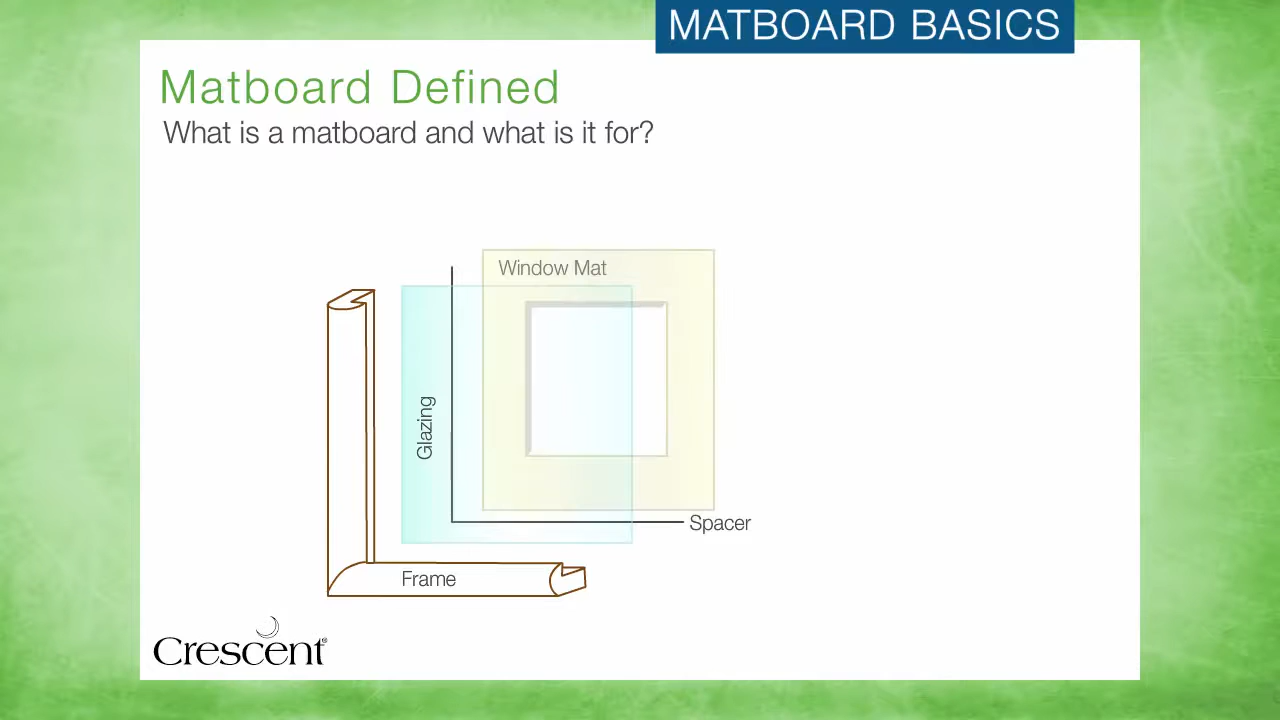 MATBOARD BASICS
Matboard Defined
What is a matboard and what is it for?
Window Mat
Glazing
Spacer
Frame
Crescent®